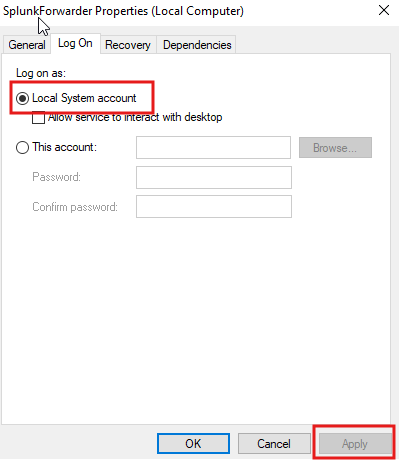 SplunkForwarder Properties (Local Computer)
General Log On Recovery Dependencies
Log on as:
Local System account
Allow service to interact with desktop
This account: Browse...
Password:
Confirm password:
OK Cancel Apply